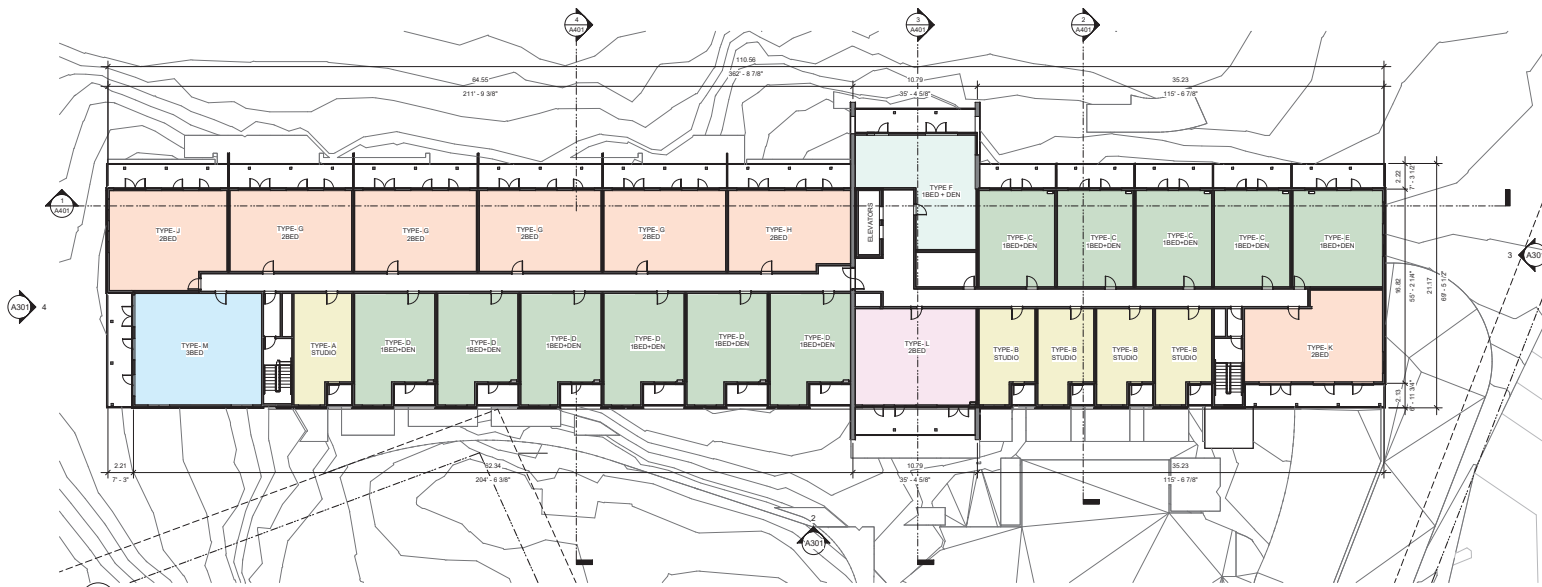 4
A401
3
A401
2
A401
110.56
362' - 8 7/8"
64.55
10.79
35.23
211' - 9 3/8"
35' - 4 5/8"
115' - 6 7/8"
1
A401
TYPE- J
2BED
TYPE- G
2BED
TYPE- G
2BED
TYPE- G
2BED
TYPE- G
2BED
TYPE- H
2BED
ELEVATORS
TYPE F
1BED + DEN
TYPE- C
1BED+DEN
TYPE- C
1BED+DEN
TYPE- C
1BED+DEN
TYPE- C
1BED+DEN
TYPE- E
1BED+DEN
2.22
7' - 3 1/2"
16.82
55' - 2 1/4"
21.17
69' - 5 1/2"
2.13
6' - 11 3/4"
3
A301
A301
4
TYPE- M
3BED
TYPE- A
STUDIO
TYPE- D
1BED+DEN
TYPE- D
1BED+DEN
TYPE- D
1BED+DEN
TYPE- D
1BED+DEN
TYPE- D
1BED+DEN
TYPE- D
1BED+DEN
TYPE- L
2BED
TYPE- B
STUDIO
TYPE- B
STUDIO
TYPE- B
STUDIO
TYPE- B
STUDIO
TYPE- K
2BED
2.21
62.34
10.79
35.23
7' - 3"
204' - 6 3/8"
35' - 4 5/8"
115' - 6 7/8"
2
A301